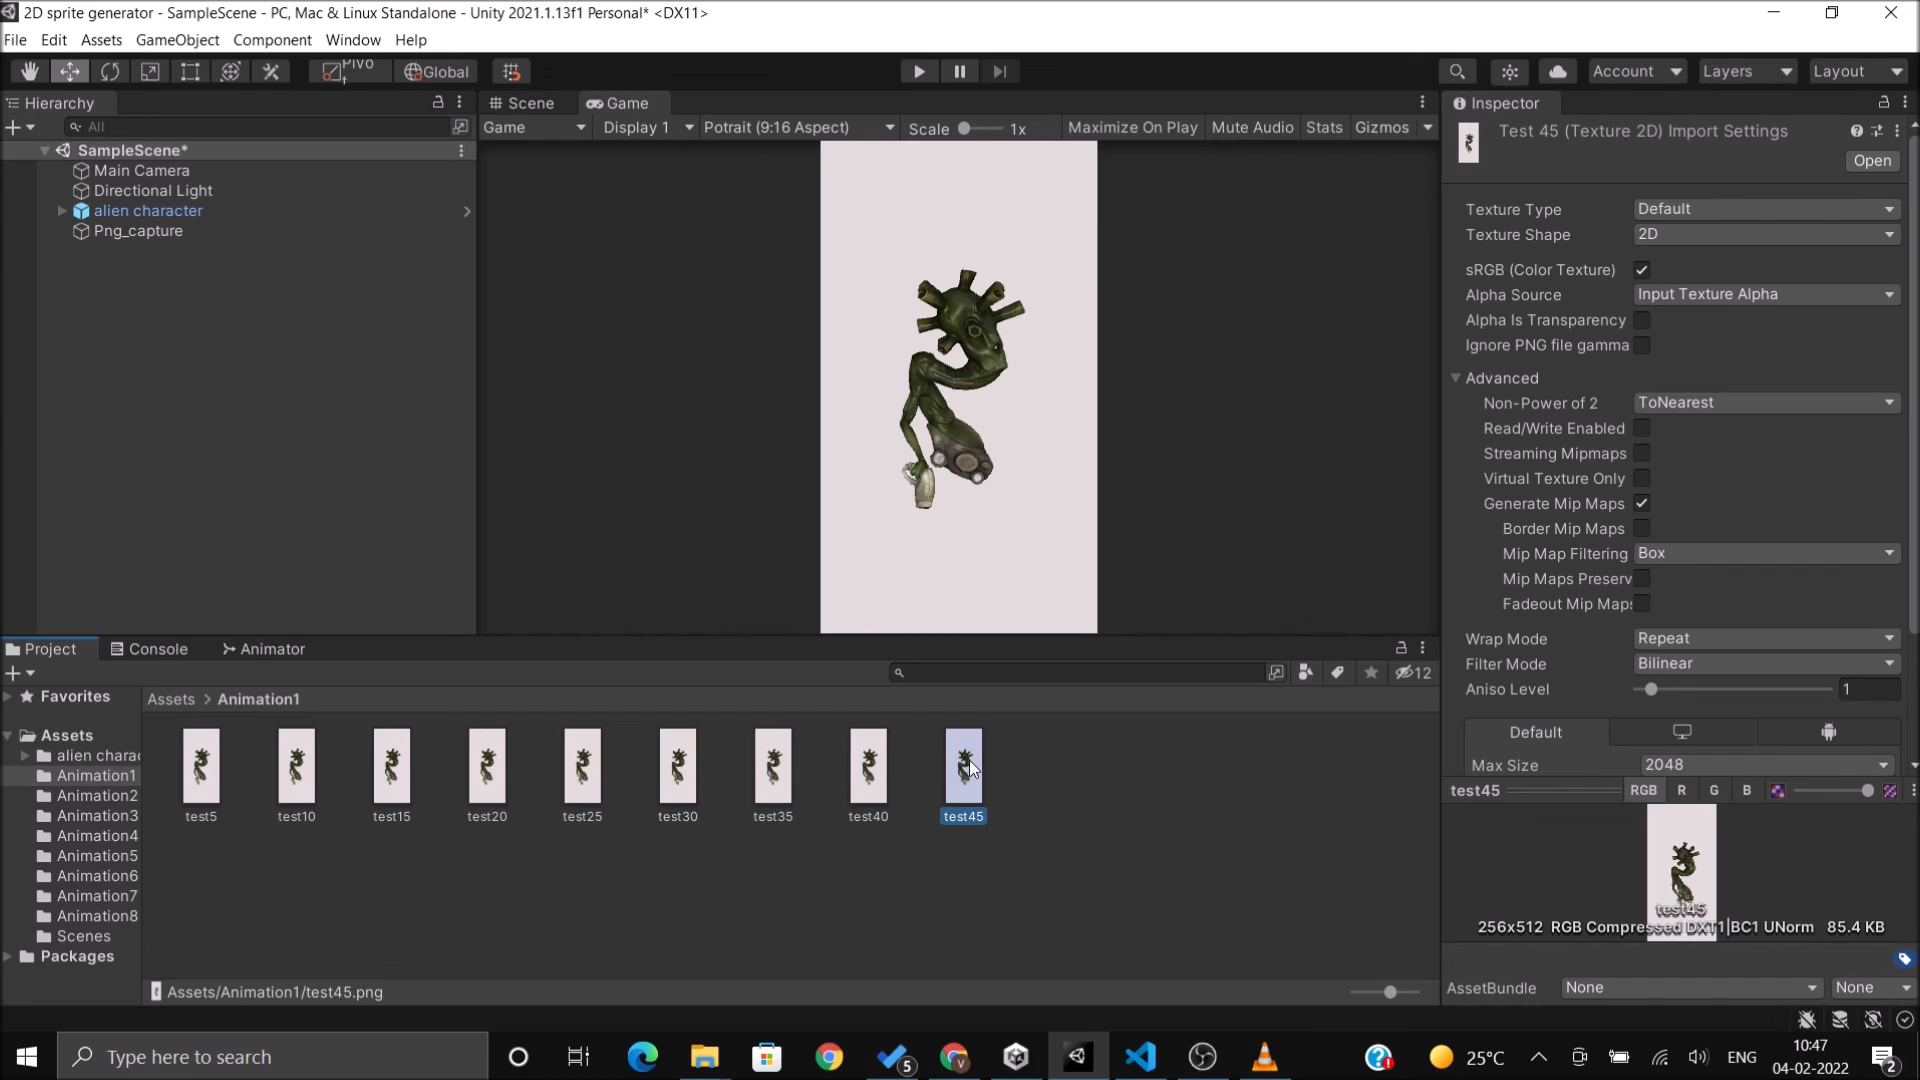 2D sprite generator - SampleScene - PC, Mac & Linux Standalone - Unity 2021.1.13f1 Personal* <DX11>
File Edit Assets GameObject Component Window Help
Global
Account Layers Layout
Hierarchy
All
SampleScene*
Main Camera
Directional Light
alien character
Png_capture
Scene Game
Game Display 1 Potrait (9:16 Aspect) Scale 1x Maximize On Play Mute Audio Stats Gizmos
Inspector
Test 45 (Texture 2D) Import Settings
Open
Texture Type Default
Texture Shape 2D
sRGB (Color Texture)
Alpha Source Input Texture Alpha
Alpha Is Transparency
Ignore PNG file gamma
Advanced
Non-Power of 2 ToNearest
Read/Write Enabled
Streaming Mipmaps
Virtual Texture Only
Generate Mip Maps
Border Mip Maps
Mip Map Filtering Box
Mip Maps Preserv
Fadeout Mip Maps
Wrap Mode Repeat
Filter Mode Bilinear
Aniso Level 1
Default
Max Size 2048
test45 RGB R G B
test45
256x512 RGB Compressed DXT1|BC1 UNorm 85.4 KB
AssetBundle None None
Project Console Animator
12
Favorites
Assets
alien charac
Animation1
Animation2
Animation3
Animation4
Animation5
Animation6
Animation7
Animation8
Scenes
Packages
Assets > Animation1
test5 test10 test15 test20 test25 test30 test35 test40 test45
Assets/Animation1/test45.png
Type here to search
5
V
25°C
ENG
10:47
04-02-2022
2